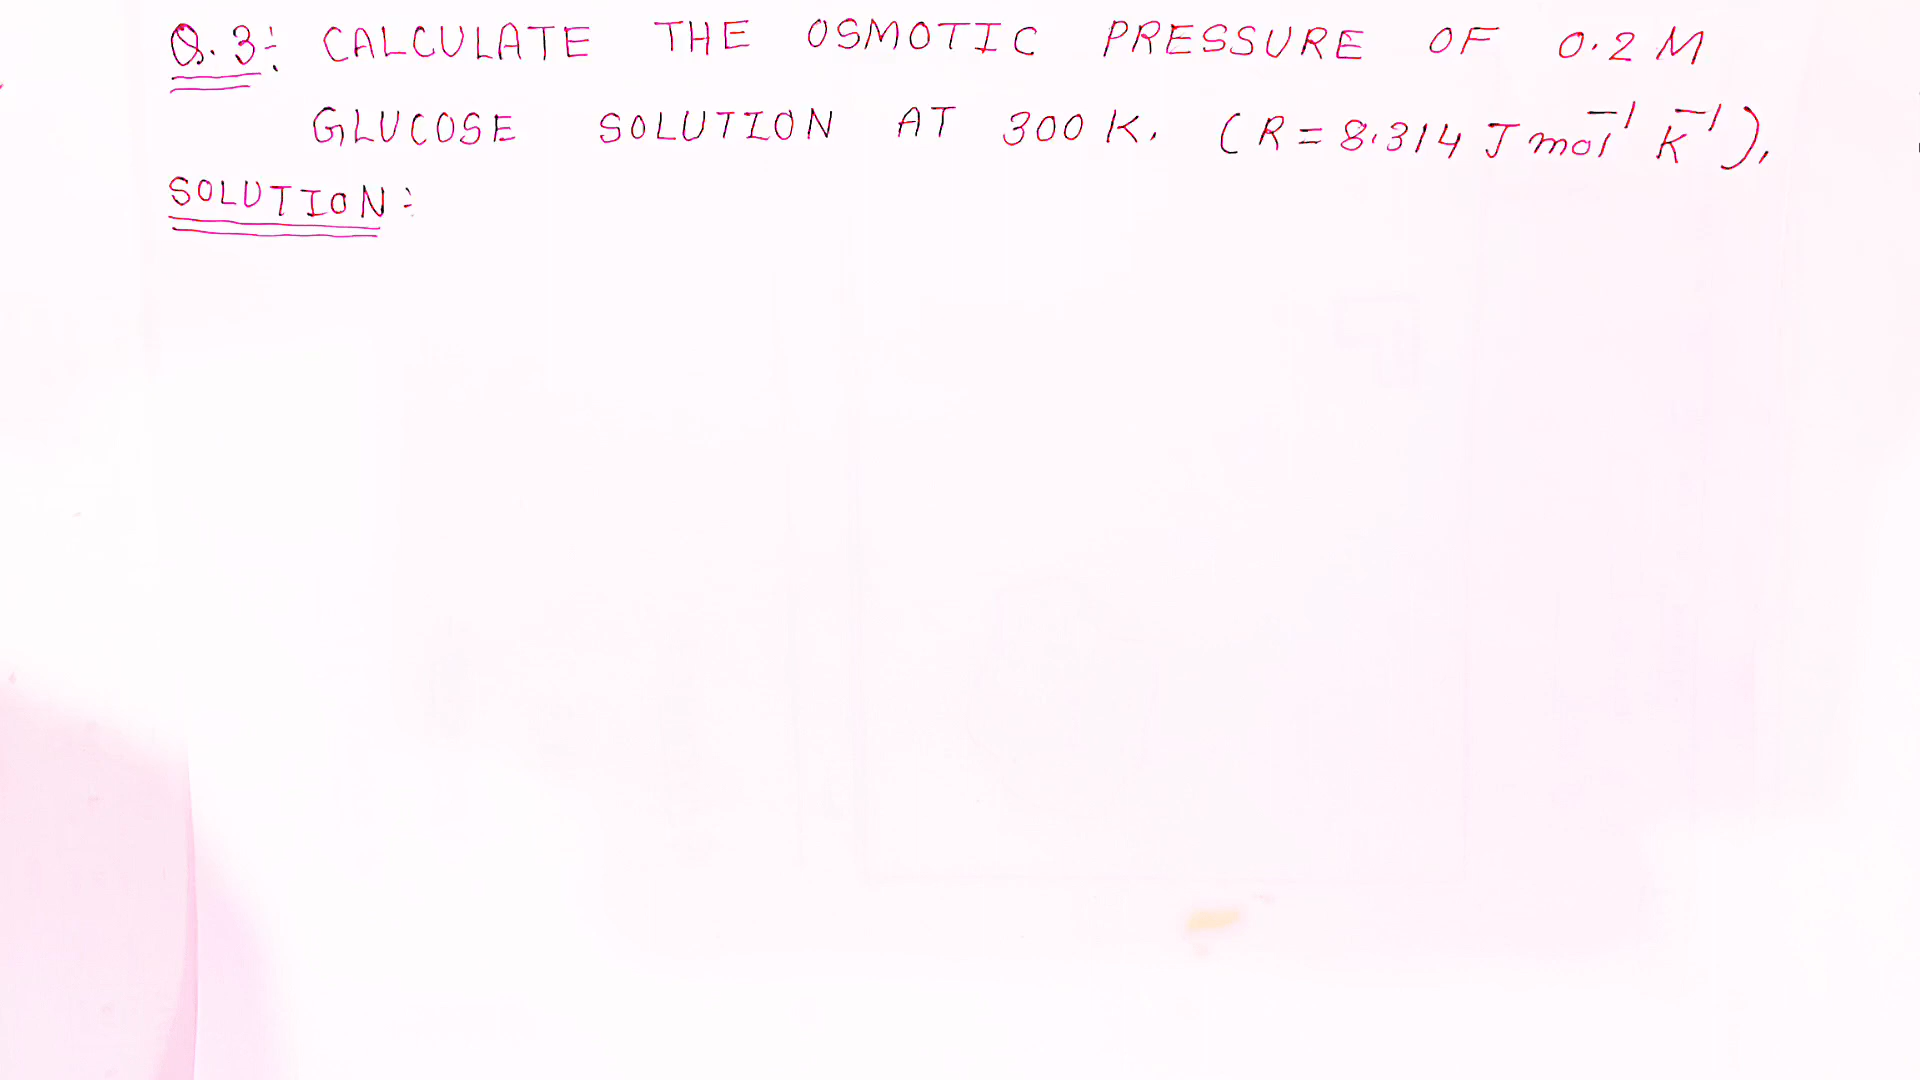 Q.3:- CALCULATE THE OSMOTIC PRESSURE OF 0.2 M
GLUCOSE SOLUTION AT 300 K. (R = 8.314 J mol⁻¹ K⁻¹).
SOLUTION:-